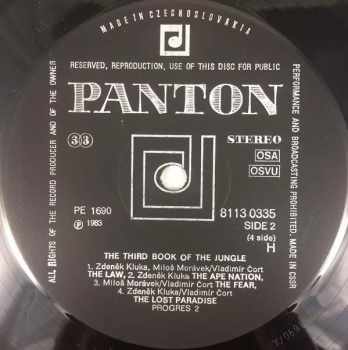 MADE IN CZECHOSLOVAKIA
RESERVED, REPRODUCTION, USE OF THIS DISC FOR PUBLIC
PERFORMANCE AND BROADCASTING PROHIBITED. MADE IN CSSR
ALL RIGHTS OF THE RECORD PRODUCER AND OF THE OWNER
PANTON
33
STEREO
OSA
OSVU
PE 1690
8113 0335
℗ 1983
SIDE 2
(4 side)
H
THE THIRD BOOK OF THE JUNGLE
1. Zdeněk Kluka, Miloš Morávek/Vladimír Čort
THE LAW, 2. Zdeněk Kluka THE APE NATION,
3. Miloš Morávek/Vladimír Čort THE FEAR,
4. Zdeněk Kluka/Vladimír Čort
THE LOST PARADISE
PROGRES 2